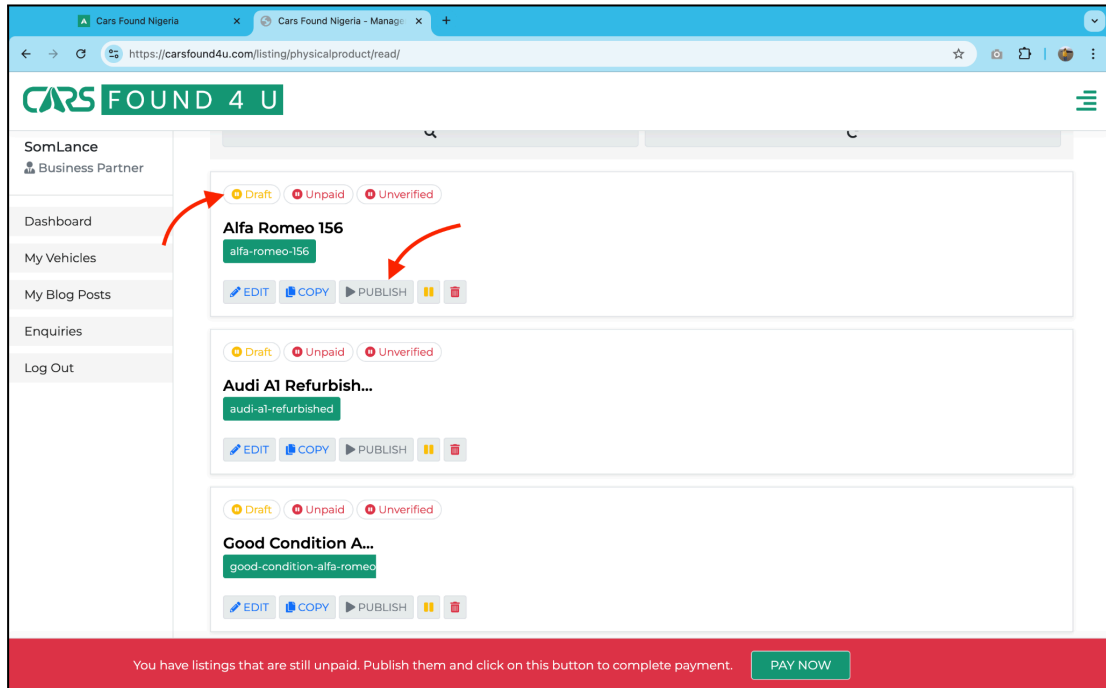 Cars Found Nigeria
Cars Found Nigeria - Manage
https://carsfound4u.com/listing/physicalproduct/read/
CARS FOUND 4 U
SomLance
Business Partner
Dashboard
My Vehicles
My Blog Posts
Enquiries
Log Out
Draft Unpaid Unverified
Alfa Romeo 156
alfa-romeo-156
EDIT COPY PUBLISH
Draft Unpaid Unverified
Audi A1 Refurbish...
audi-a1-refurbished
EDIT COPY PUBLISH
Draft Unpaid Unverified
Good Condition A...
good-condition-alfa-romeo
EDIT COPY PUBLISH
You have listings that are still unpaid. Publish them and click on this button to complete payment. PAY NOW